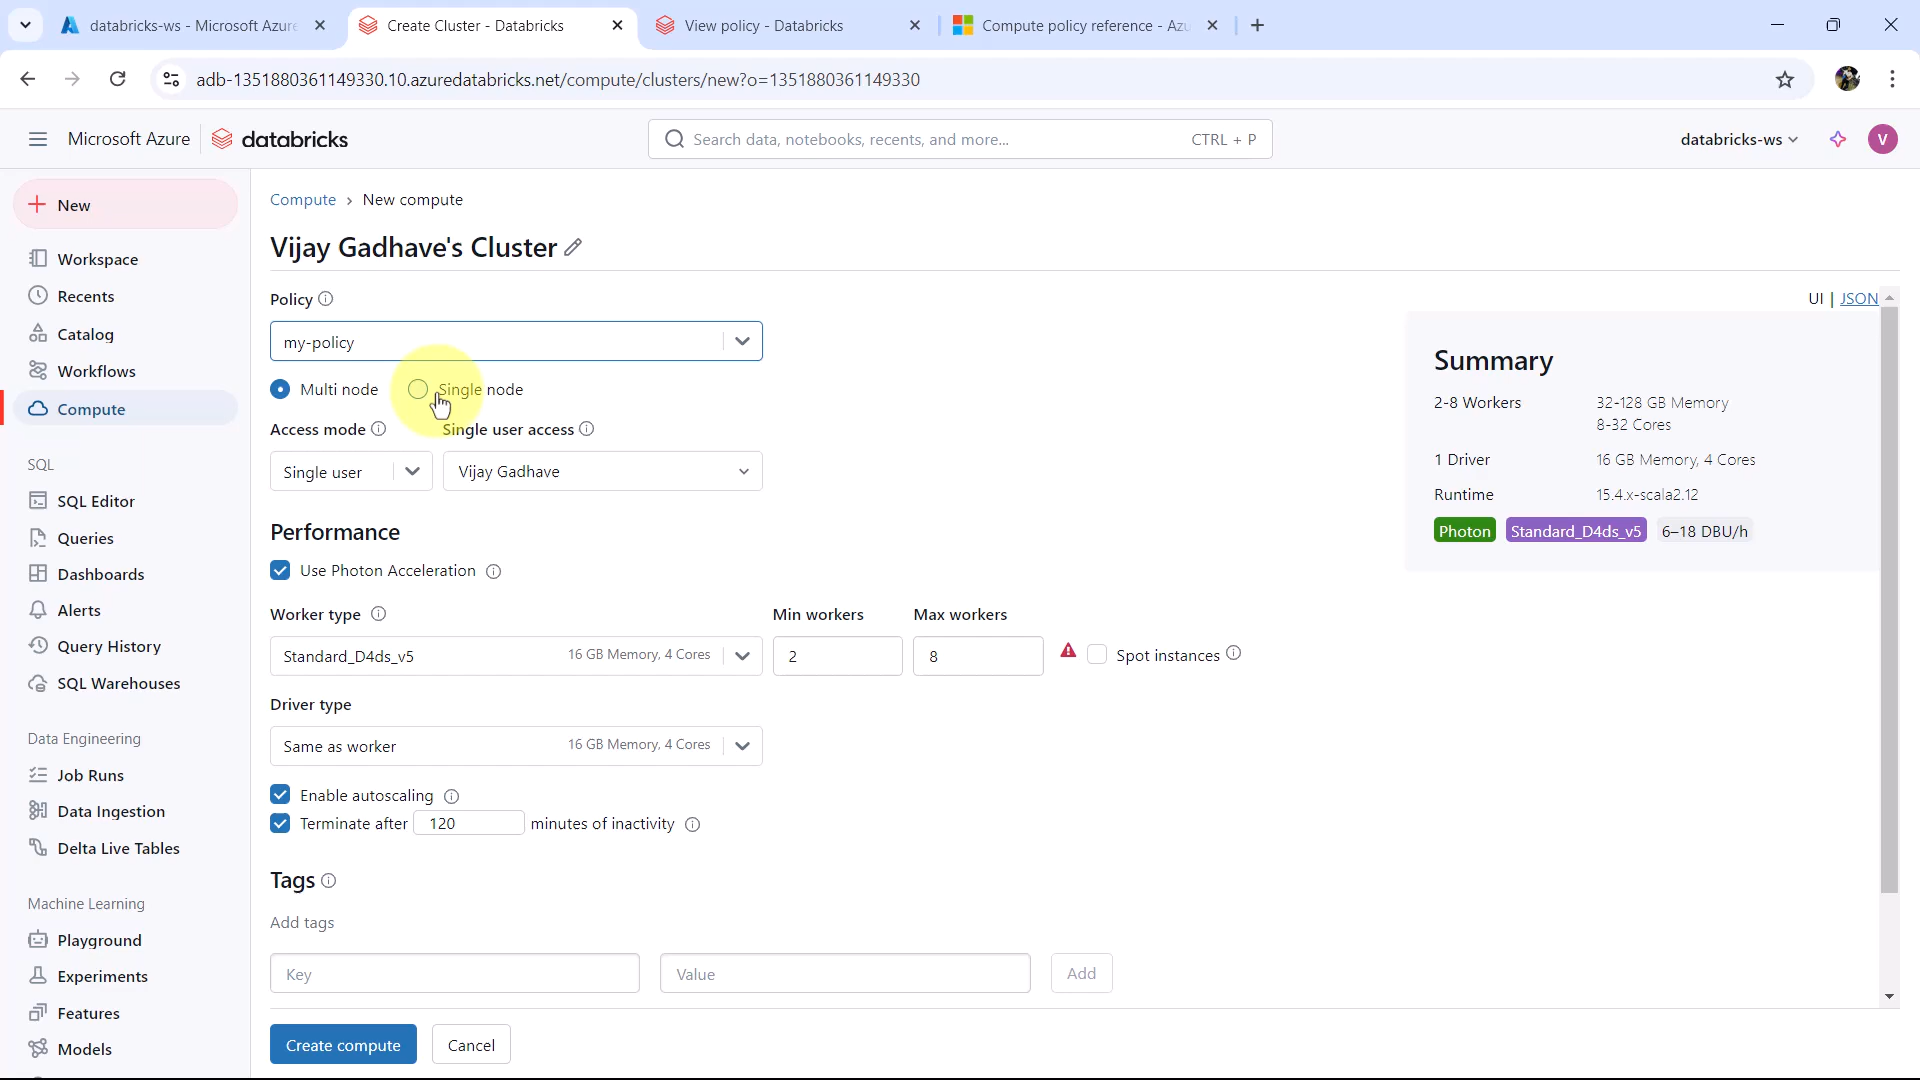 databricks-ws - Microsoft Azure
Create Cluster - Databricks
View policy - Databricks
Compute policy reference - Azu
adb-1351880361149330.10.azuredatabricks.net/compute/clusters/new?o=1351880361149330
Microsoft Azure
databricks
Search data, notebooks, recents, and more...
CTRL + P
databricks-ws
V
New
Workspace
Recents
Catalog
Workflows
Compute
SQL
SQL Editor
Queries
Dashboards
Alerts
Query History
SQL Warehouses
Data Engineering
Job Runs
Data Ingestion
Delta Live Tables
Machine Learning
Playground
Experiments
Features
Models
Compute › New compute
Vijay Gadhave's Cluster
Policy
UI | JSON
my-policy
Multi node
Single node
Access mode
Single user access
Single user
Vijay Gadhave
Performance
Use Photon Acceleration
Worker type
Min workers
Max workers
Standard_D4ds_v5
16 GB Memory, 4 Cores
2
8
Spot instances
Driver type
Same as worker
16 GB Memory, 4 Cores
Enable autoscaling
Terminate after 120 minutes of inactivity
Tags
Add tags
Key
Value
Add
Create compute
Cancel
Summary
2-8 Workers
32-128 GB Memory
8-32 Cores
1 Driver
16 GB Memory, 4 Cores
Runtime
15.4.x-scala2.12
Photon
Standard_D4ds_v5
6–18 DBU/h